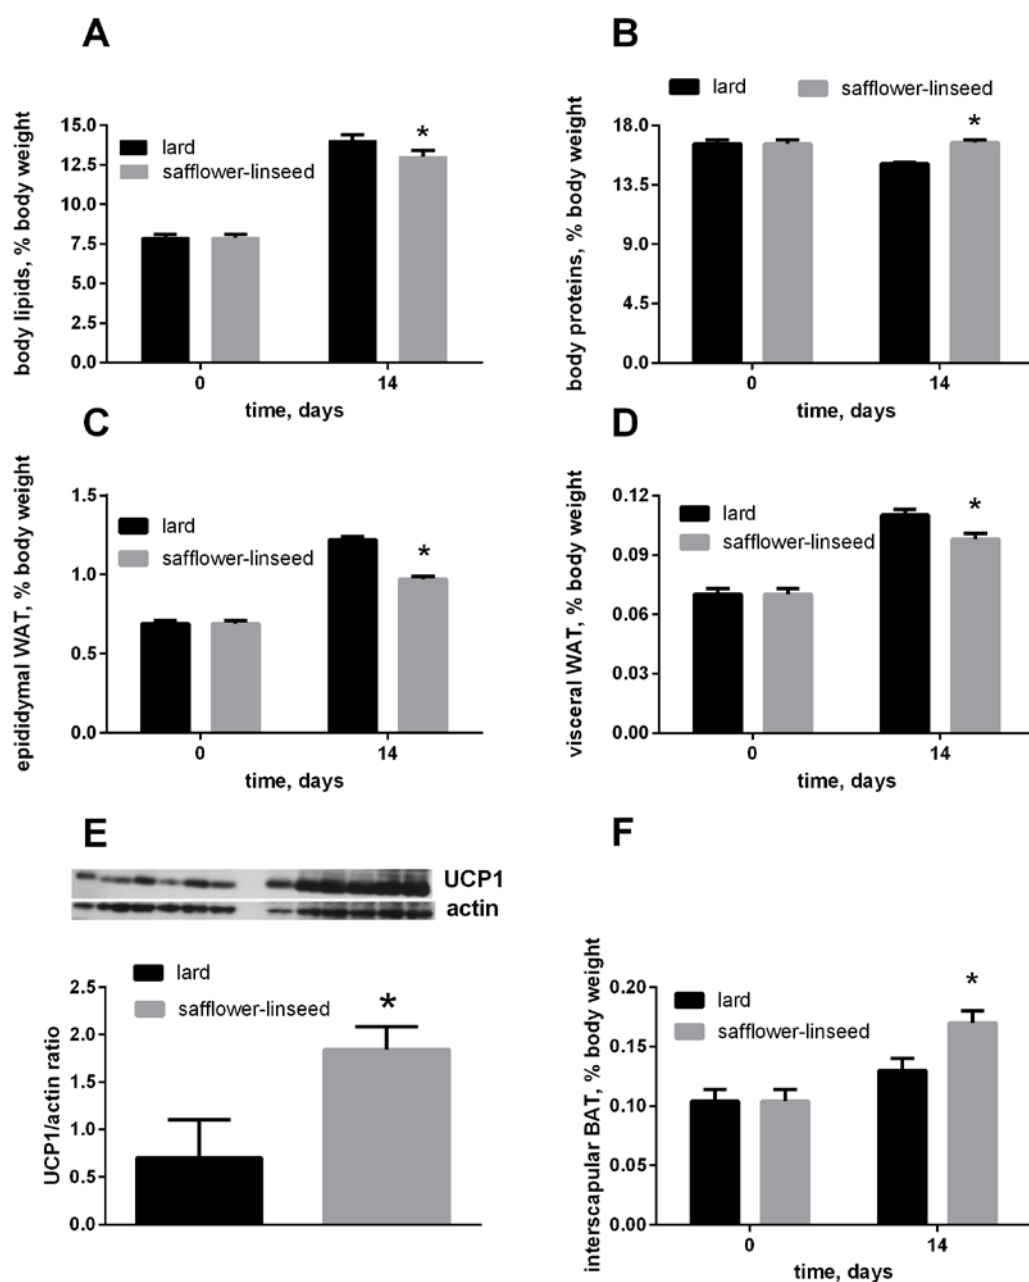 A
body lipids, % body weight
15.0
12.5
10.0
7.5
5.0
2.5
0.0
lard
safflower-linseed
*
0
14
time, days
B
lard
safflower-linseed
body proteins, % body weight
18.0
13.5
9.0
4.5
0.0
*
0
14
time, days
C
epididymal WAT, % body weight
1.5
1.0
0.5
0.0
lard
safflower-linseed
*
0
14
time, days
D
visceral WAT, % body weight
0.12
0.09
0.06
0.03
0.00
lard
safflower-linseed
*
0
14
time, days
E
UCP1
actin
UCP1/actin ratio
2.5
2.0
1.5
1.0
0.5
0.0
lard
safflower-linseed
*
F
interscapular BAT, % body weight
0.20
0.15
0.10
0.05
0.00
lard
safflower-linseed
*
0
14
time, days